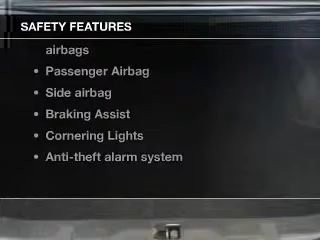 SAFETY FEATURES
airbags
• Passenger Airbag
• Side airbag
• Braking Assist
• Cornering Lights
• Anti-theft alarm system